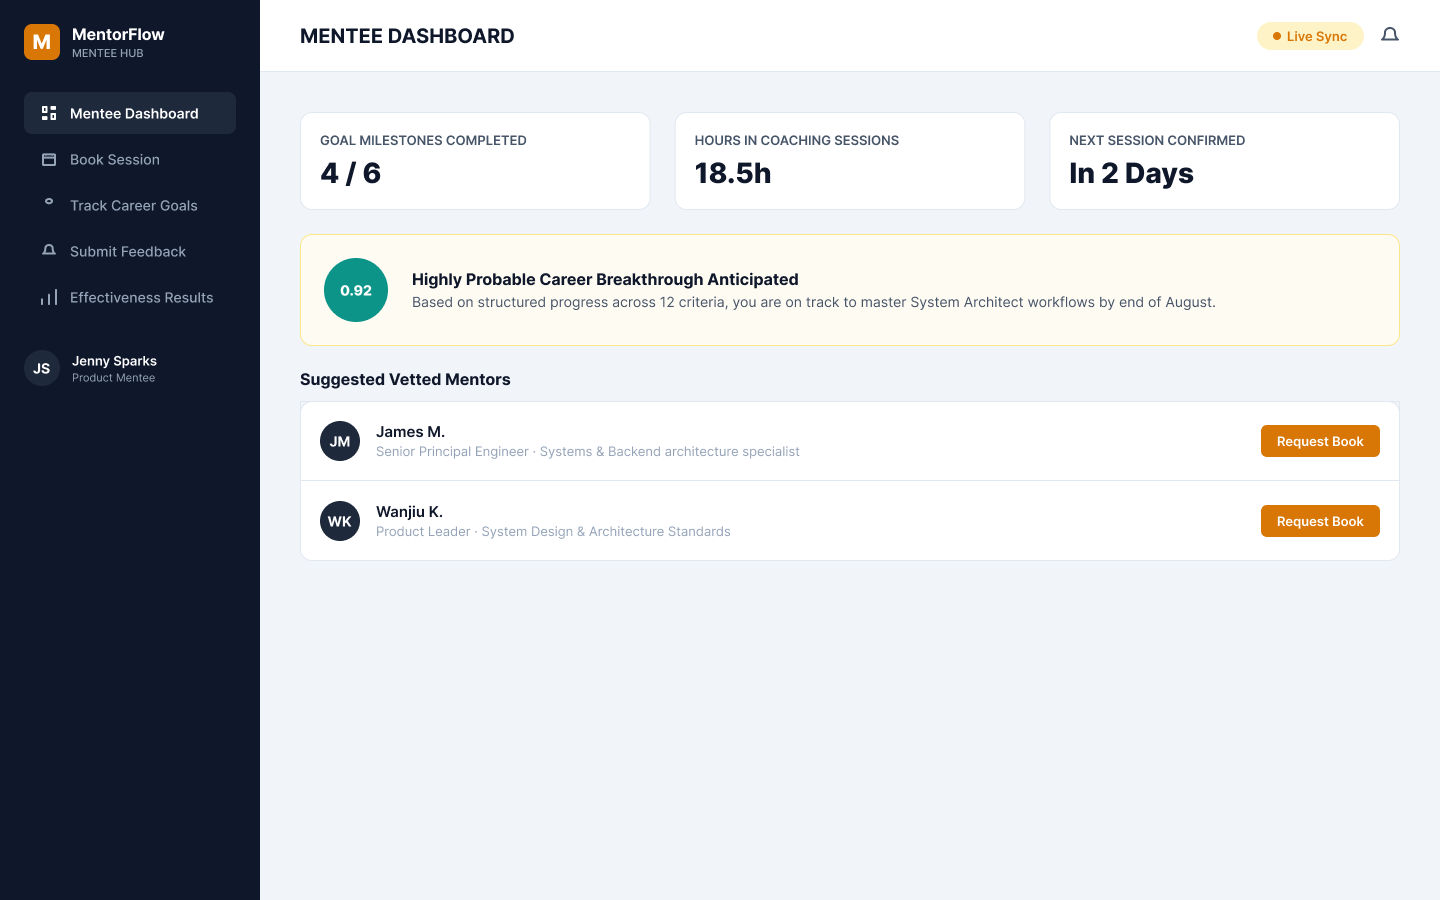 M
MentorFlow
MENTEE HUB
Mentee Dashboard
Book Session
Track Career Goals
Submit Feedback
Effectiveness Results
JS
Jenny Sparks
Product Mentee
MENTEE DASHBOARD
Live Sync
GOAL MILESTONES COMPLETED
4 / 6
HOURS IN COACHING SESSIONS
18.5h
NEXT SESSION CONFIRMED
In 2 Days
0.92
Highly Probable Career Breakthrough Anticipated
Based on structured progress across 12 criteria, you are on track to master System Architect workflows by end of August.
Suggested Vetted Mentors
JM
James M.
Senior Principal Engineer · Systems & Backend architecture specialist
Request Book
WK
Wanjiu K.
Product Leader · System Design & Architecture Standards
Request Book